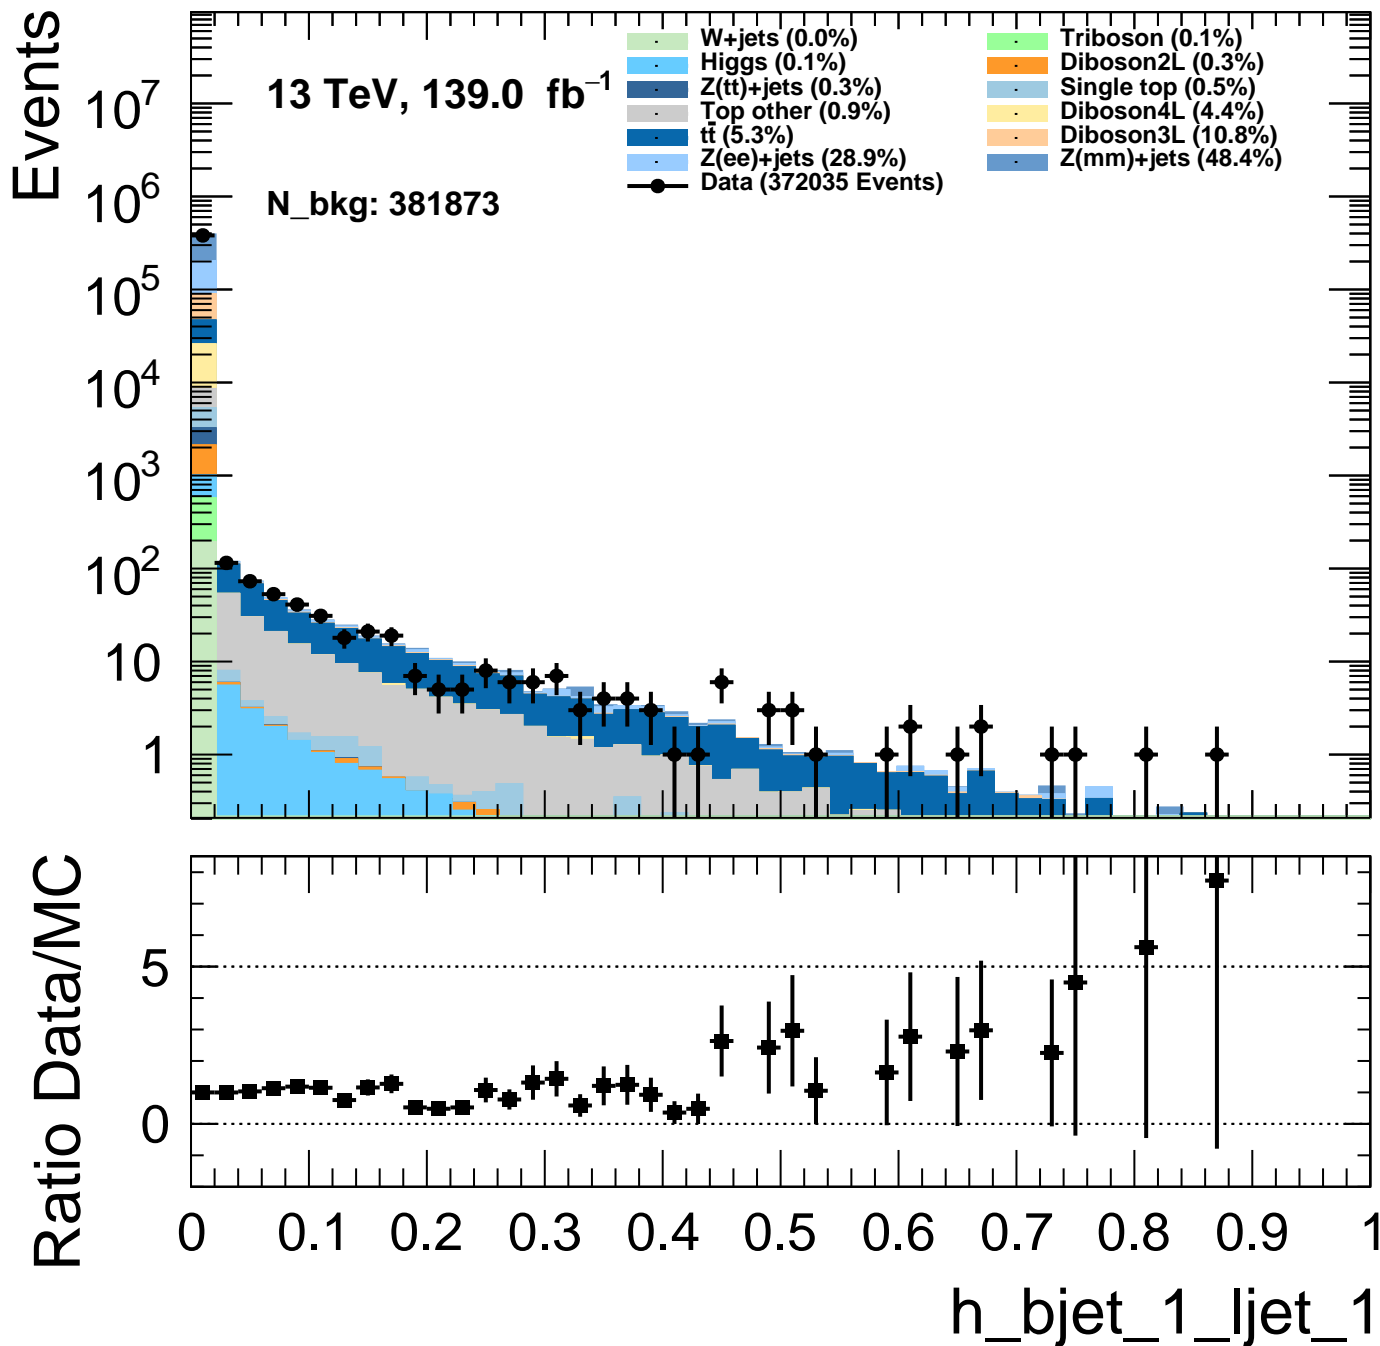 Events
10⁷
10⁶
10⁵
10⁴
10³
10²
10
1
13 TeV, 139.0 fb⁻¹
N_bkg: 381873
W+jets (0.0%)
Higgs (0.1%)
Z(tt)+jets (0.3%)
Top other (0.9%)
tt̄ (5.3%)
Z(ee)+jets (28.9%)
Data (372035 Events)
Triboson (0.1%)
Diboson2L (0.3%)
Single top (0.5%)
Diboson4L (4.4%)
Diboson3L (10.8%)
Z(mm)+jets (48.4%)
Ratio Data/MC
5
0
0 0.1 0.2 0.3 0.4 0.5 0.6 0.7 0.8 0.9 1
h_bjet_1_ljet_1